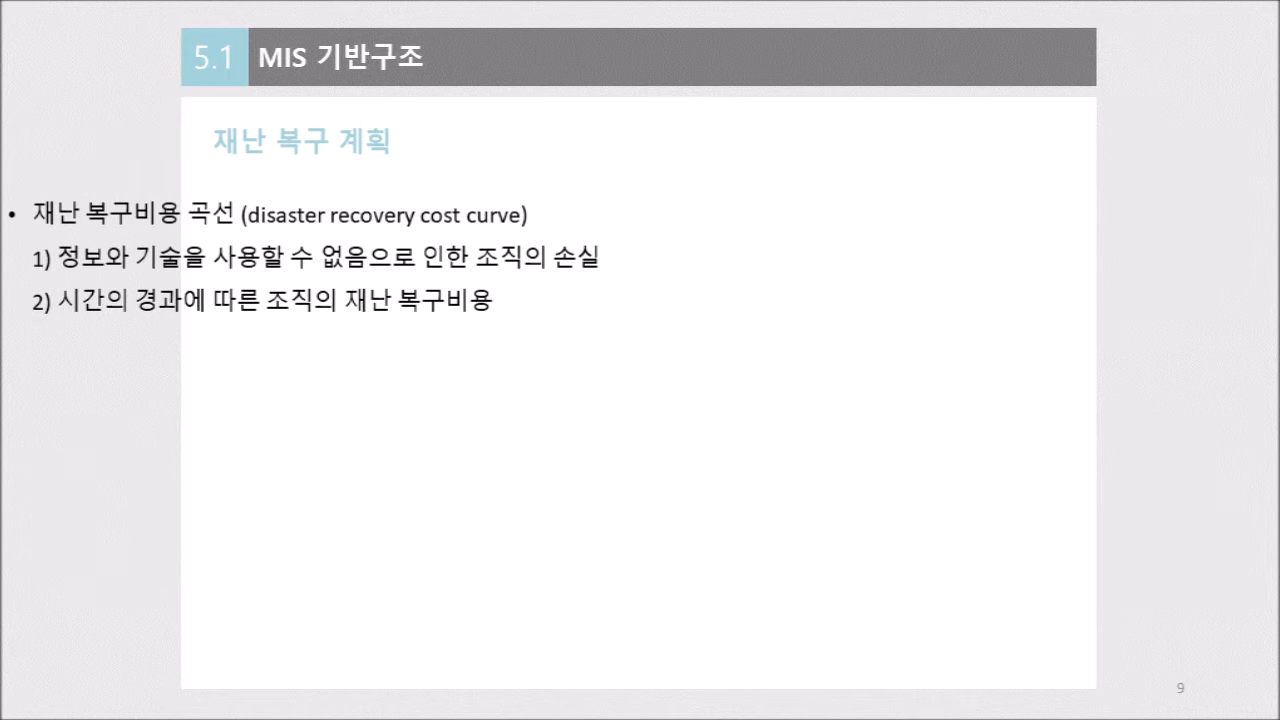 5.1 MIS 기반구조
재난 복구 계획
• 재난 복구비용 곡선 (disaster recovery cost curve)
1) 정보와 기술을 사용할 수 없음으로 인한 조직의 손실
2) 시간의 경과에 따른 조직의 재난 복구비용
9